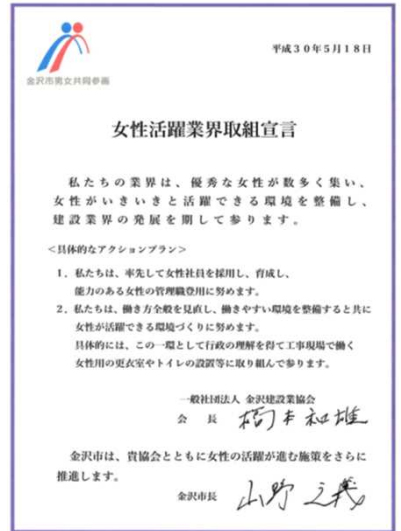 平成30年5月18日
金沢市男女共同参画
女性活躍業界取組宣言
私たちの業界は、優秀な女性が数多く集い、
女性がいきいきと活躍できる環境を整備し、
建設業界の発展を期して参ります。
＜具体的なアクションプラン＞
1．私たちは、率先して女性社員を採用し、育成し、
能力のある女性の管理職登用に努めます。
2．私たちは、働き方全般を見直し、働きやすい環境を整備すると共に
女性が活躍できる環境づくりに努めます。
具体的には、この一環として行政の理解を得て工事現場で働く
女性用の更衣室やトイレの設置等に取り組んで参ります。
一般社団法人 金沢建設業協会
会　長 橋本和雄
金沢市は、貴協会とともに女性の活躍が進む施策をさらに
推進します。
金沢市長 山野之義